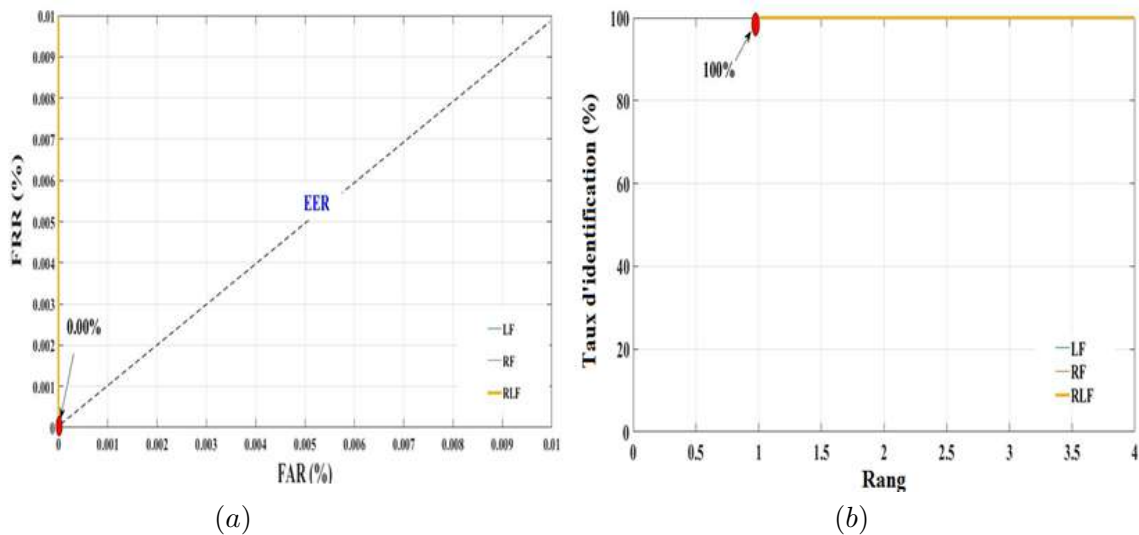 0.01
0.009
0.008
0.007
0.006
0.005
0.004
0.003
0.002
0.001
0
FRR (%)
EER
0.00%
LF
RF
RLF
0 0.001 0.002 0.003 0.004 0.005 0.006 0.007 0.008 0.009 0.01
FAR (%)
(a)
100
80
60
40
20
0
Taux d'identification (%)
100%
LF
RF
RLF
0 0.5 1 1.5 2 2.5 3 3.5 4
Rang
(b)